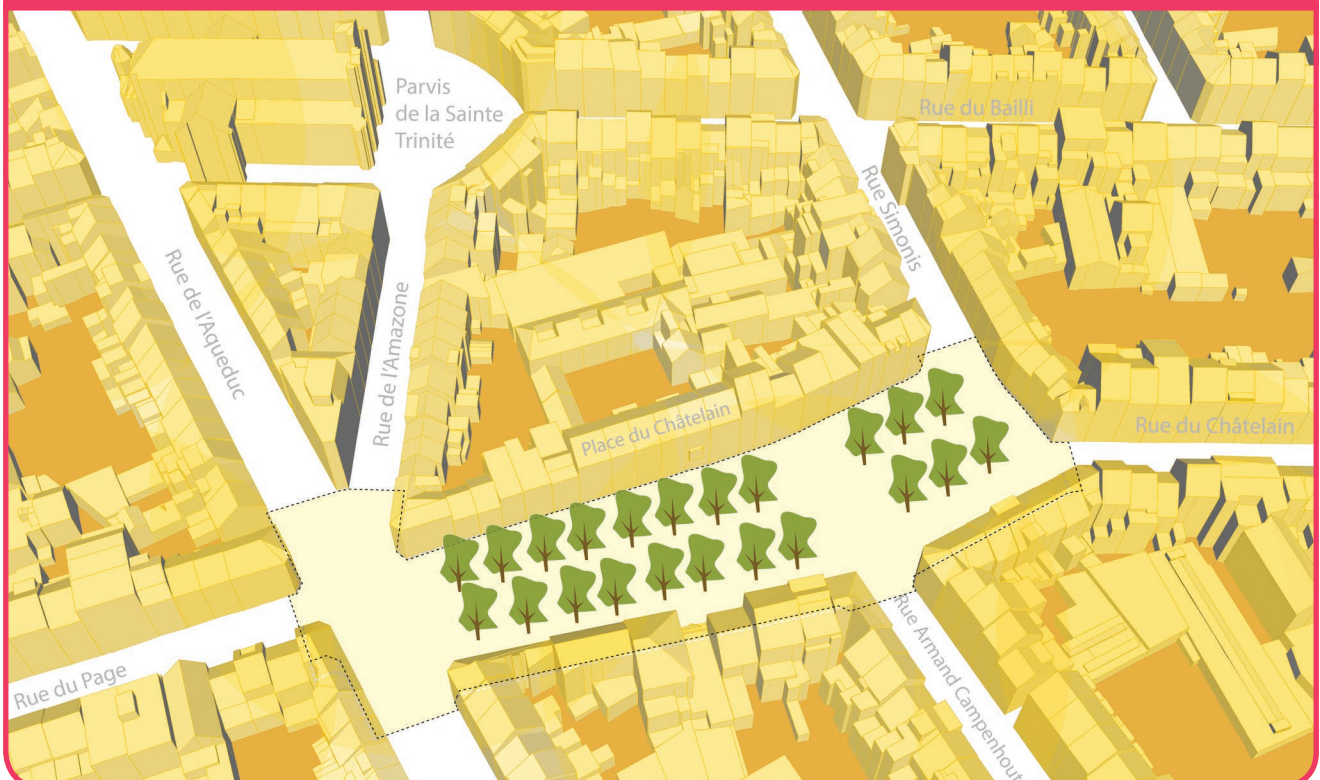 Parvis
de la Sainte
Trinité
Rue du Bailli
Rue Simonis
Rue de l'Aqueduc
Rue de l'Amazone
Place du Châtelain
Rue du Châtelain
Rue du Page
Rue Armand Campenhout